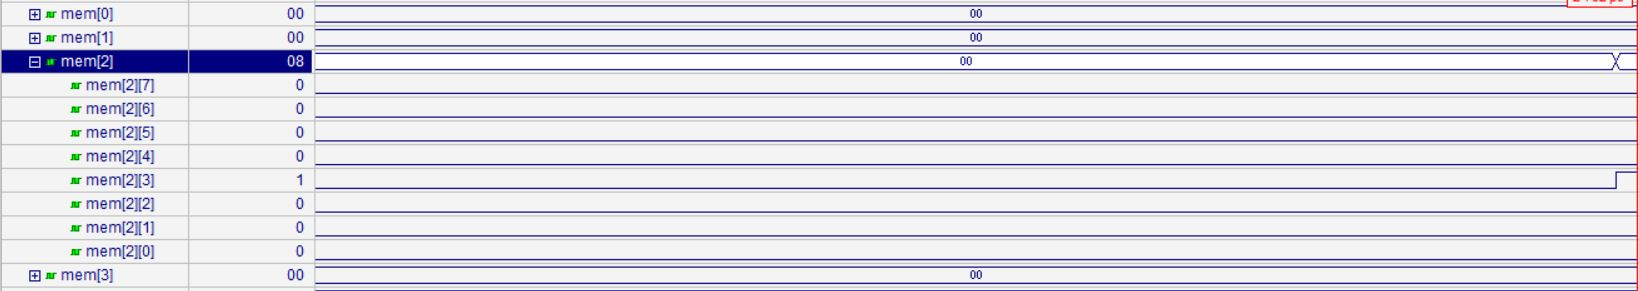 mem[0] 00 00
mem[1] 00 00
mem[2] 08 00
mem[2][7] 0
mem[2][6] 0
mem[2][5] 0
mem[2][4] 0
mem[2][3] 1
mem[2][2] 0
mem[2][1] 0
mem[2][0] 0
mem[3] 00 00